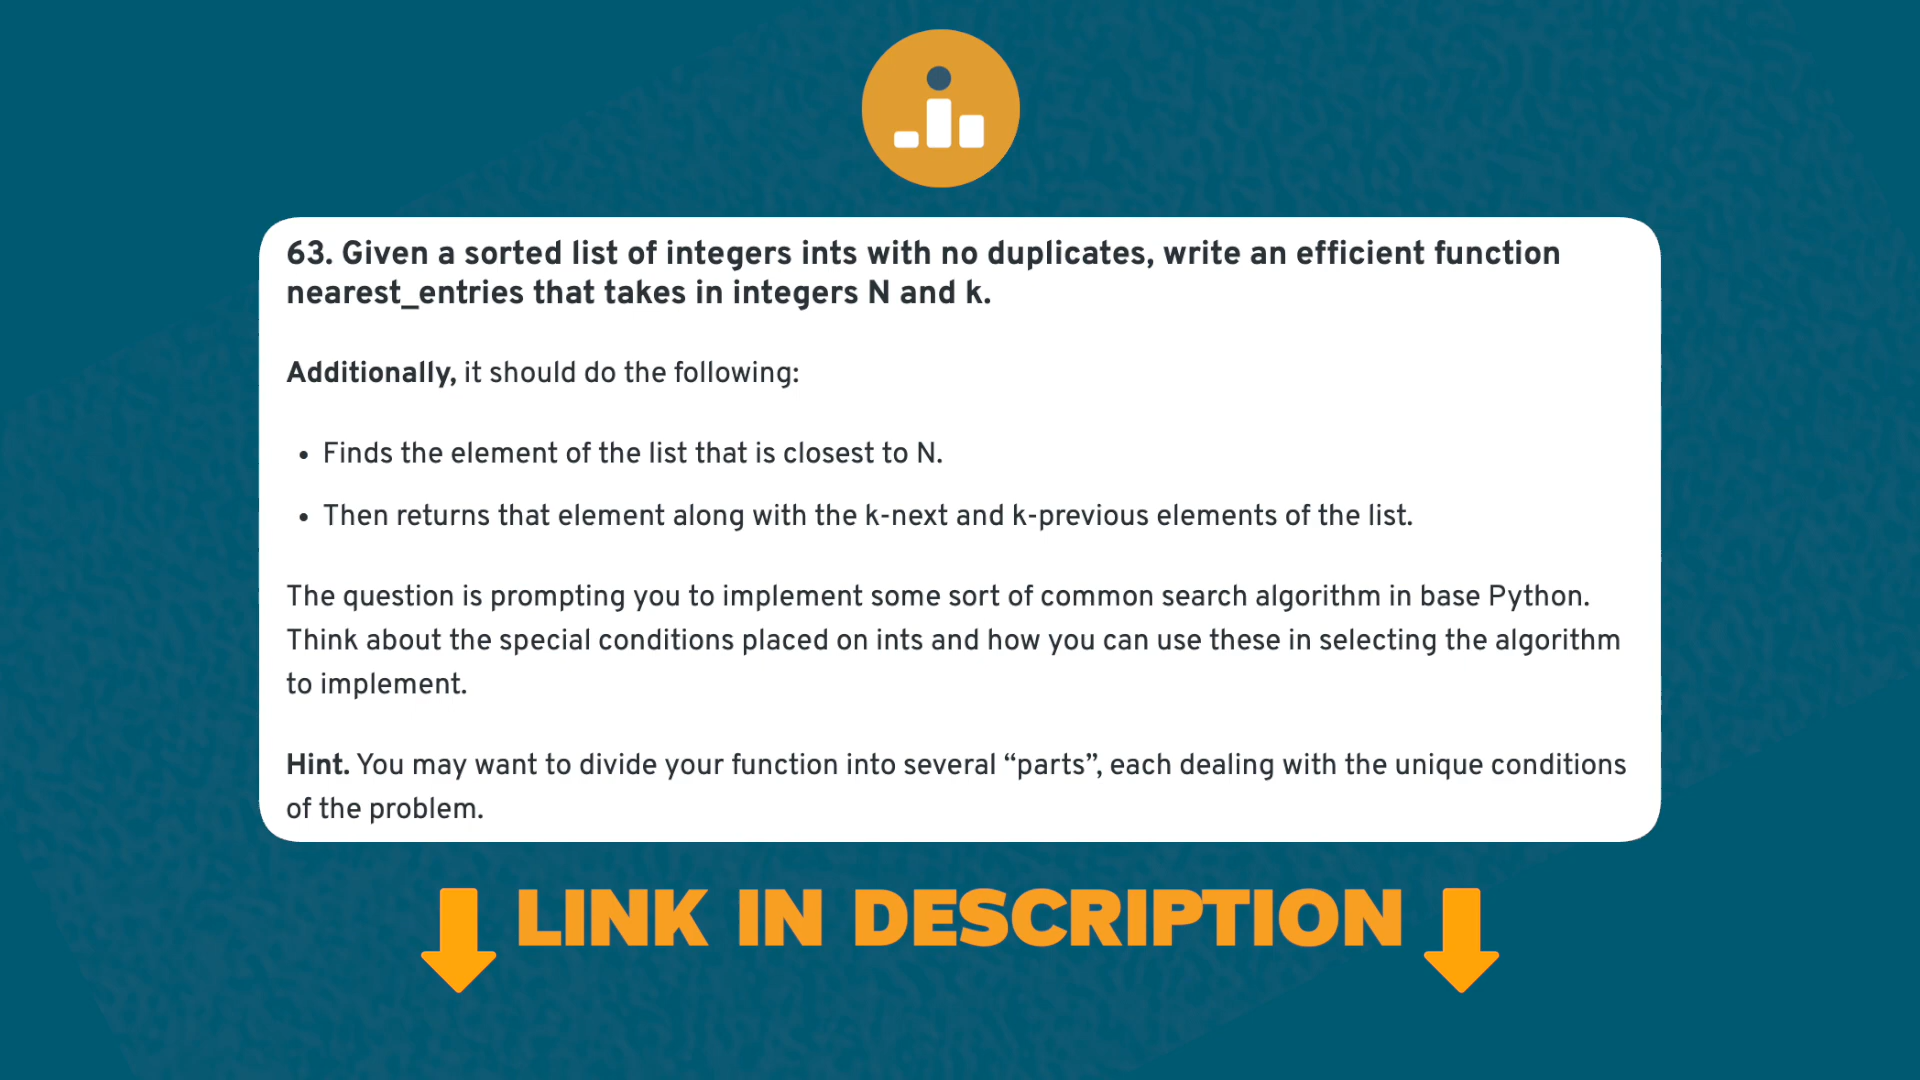 63. Given a sorted list of integers ints with no duplicates, write an efficient function
nearest_entries that takes in integers N and k.
Additionally, it should do the following:
• Finds the element of the list that is closest to N.
• Then returns that element along with the k-next and k-previous elements of the list.
The question is prompting you to implement some sort of common search algorithm in base Python.
Think about the special conditions placed on ints and how you can use these in selecting the algorithm
to implement.
Hint. You may want to divide your function into several “parts”, each dealing with the unique conditions
of the problem.
LINK IN DESCRIPTION